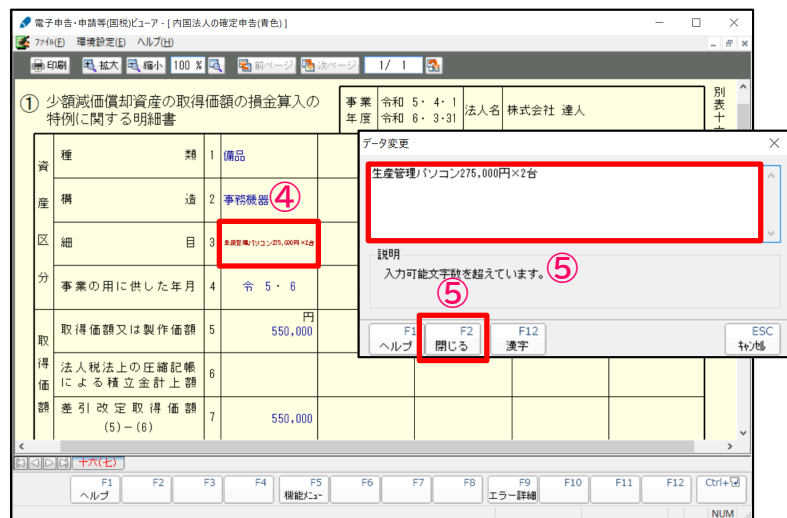 電子申告・申請等(国税)ビューア - [ 内国法人の確定申告(青色) ]
ﾌｧｲﾙ(F) 環境設定(E) ヘルプ(H)
印刷 拡大 縮小 100 % 前ページ 次ページ 1/ 1
① 少額減価償却資産の取得価額の損金算入の
特例に関する明細書
事業年度 令和 5・ 4・ 1
令和 6・ 3・31
法人名 株式会社 達人
別表十六
資産区分
種類 1 備品
構造 2 事務機器 ④
細目 3 生産管理パソコン275,000円×2台
事業の用に供した年月 4 令 5・ 6
取得価額
取得価額又は製作価額 5 円 550,000
法人税法上の圧縮記帳
による積立金計上額 6
差引改定取得価額
(5)－(6) 7 550,000
データ変更
生産管理パソコン275,000円×2台
説明
入力可能文字数を超えています。⑤
⑤
F1 ヘルプ F2 閉じる F12 漢字 ESC ｷｬﾝｾﾙ
十六(七)
F1 ヘルプ F2 F3 F4 F5 機能ﾒﾆｭｰ F6 F7 F8 F9 エラー詳細 F10 F11 F12 Ctrl+
NUM